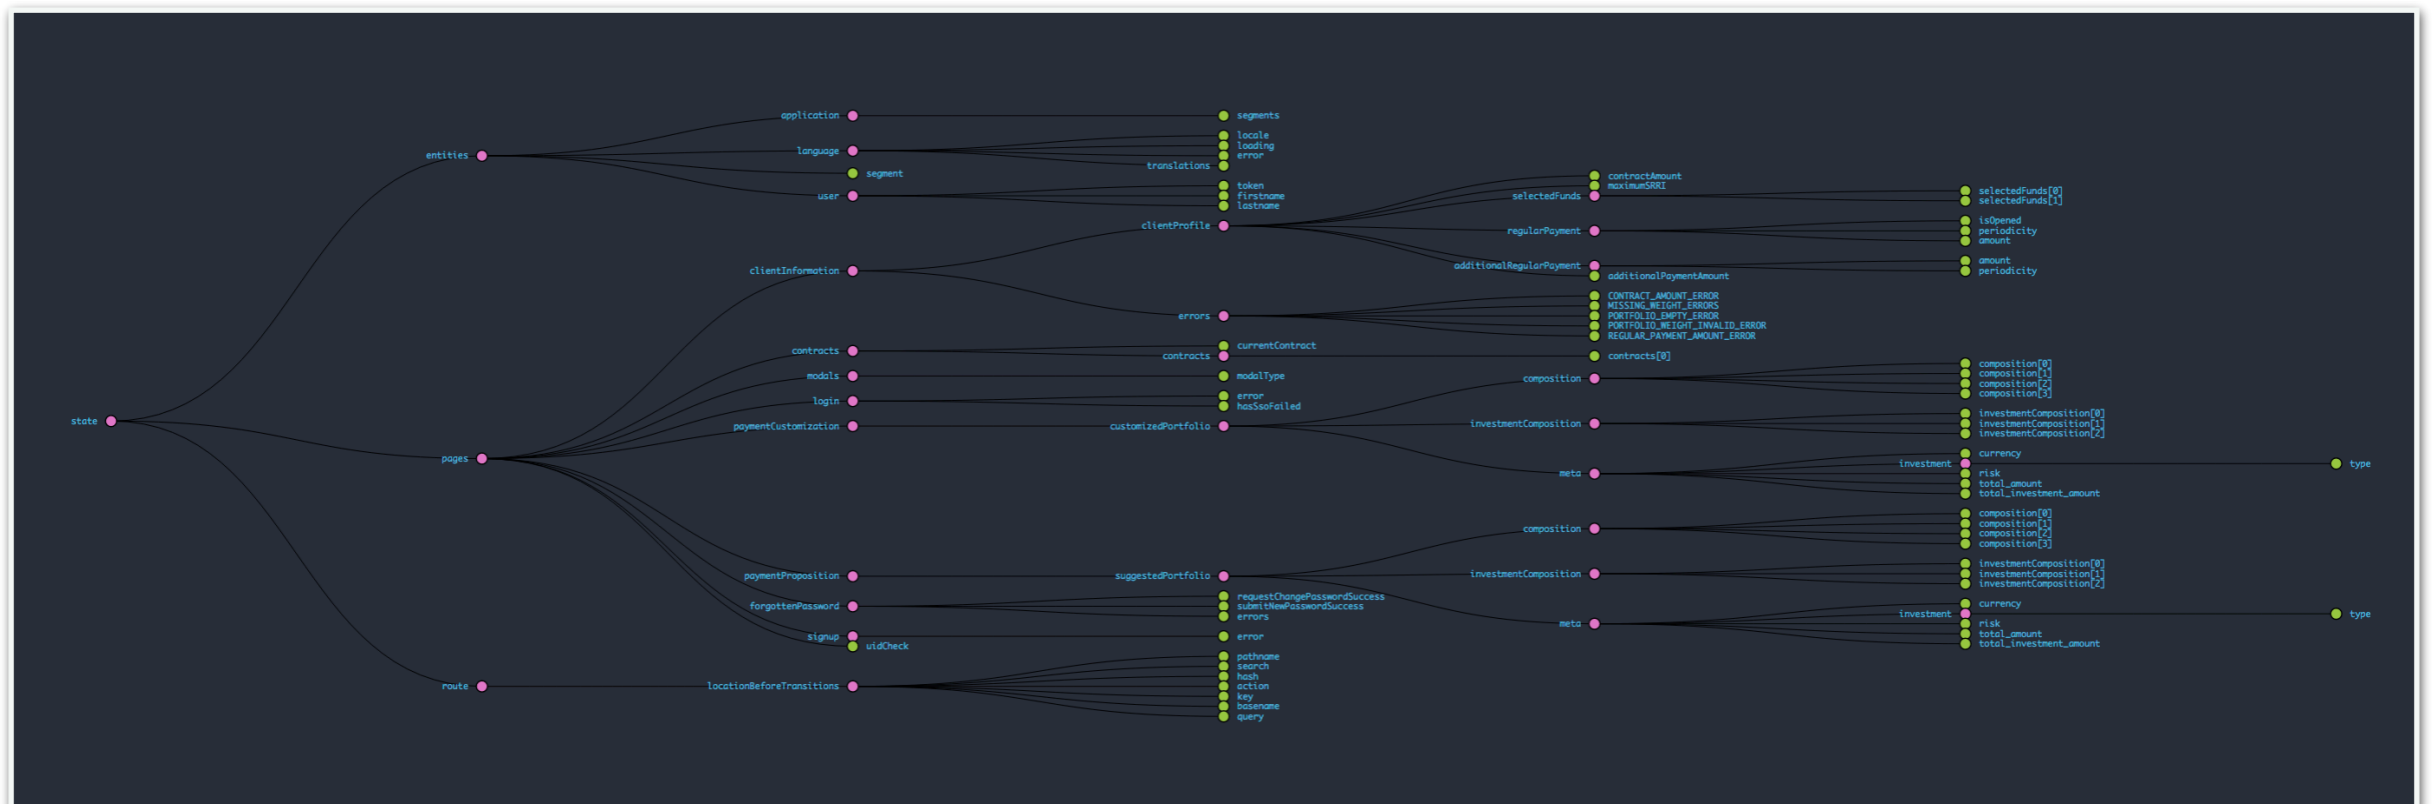 state
entities
application
segments
language
locale
loading
error
translations
segment
user
token
firstname
lastname
pages
clientInformation
clientProfile
contractAmount
maximumSRRI
selectedFunds
selectedFunds[0]
selectedFunds[1]
regularPayment
isOpened
periodicity
amount
additionalRegularPayment
amount
periodicity
additionalPaymentAmount
errors
CONTRACT_AMOUNT_ERROR
MISSING_WEIGHT_ERRORS
PORTFOLIO_EMPTY_ERROR
PORTFOLIO_WEIGHT_INVALID_ERROR
REGULAR_PAYMENT_AMOUNT_ERROR
contracts
currentContract
contracts
contracts[0]
modals
modalType
login
error
hasSsoFailed
paymentCustomization
customizedPortfolio
composition
composition[0]
composition[1]
composition[2]
composition[3]
investmentComposition
investmentComposition[0]
investmentComposition[1]
investmentComposition[2]
meta
currency
investment
type
risk
total_amount
total_investment_amount
paymentProposition
suggestedPortfolio
composition
composition[0]
composition[1]
composition[2]
composition[3]
investmentComposition
investmentComposition[0]
investmentComposition[1]
investmentComposition[2]
meta
currency
investment
type
risk
total_amount
total_investment_amount
forgottenPassword
requestChangePasswordSuccess
submitNewPasswordSuccess
errors
signup
error
uidCheck
route
locationBeforeTransitions
pathname
search
hash
action
key
basename
query